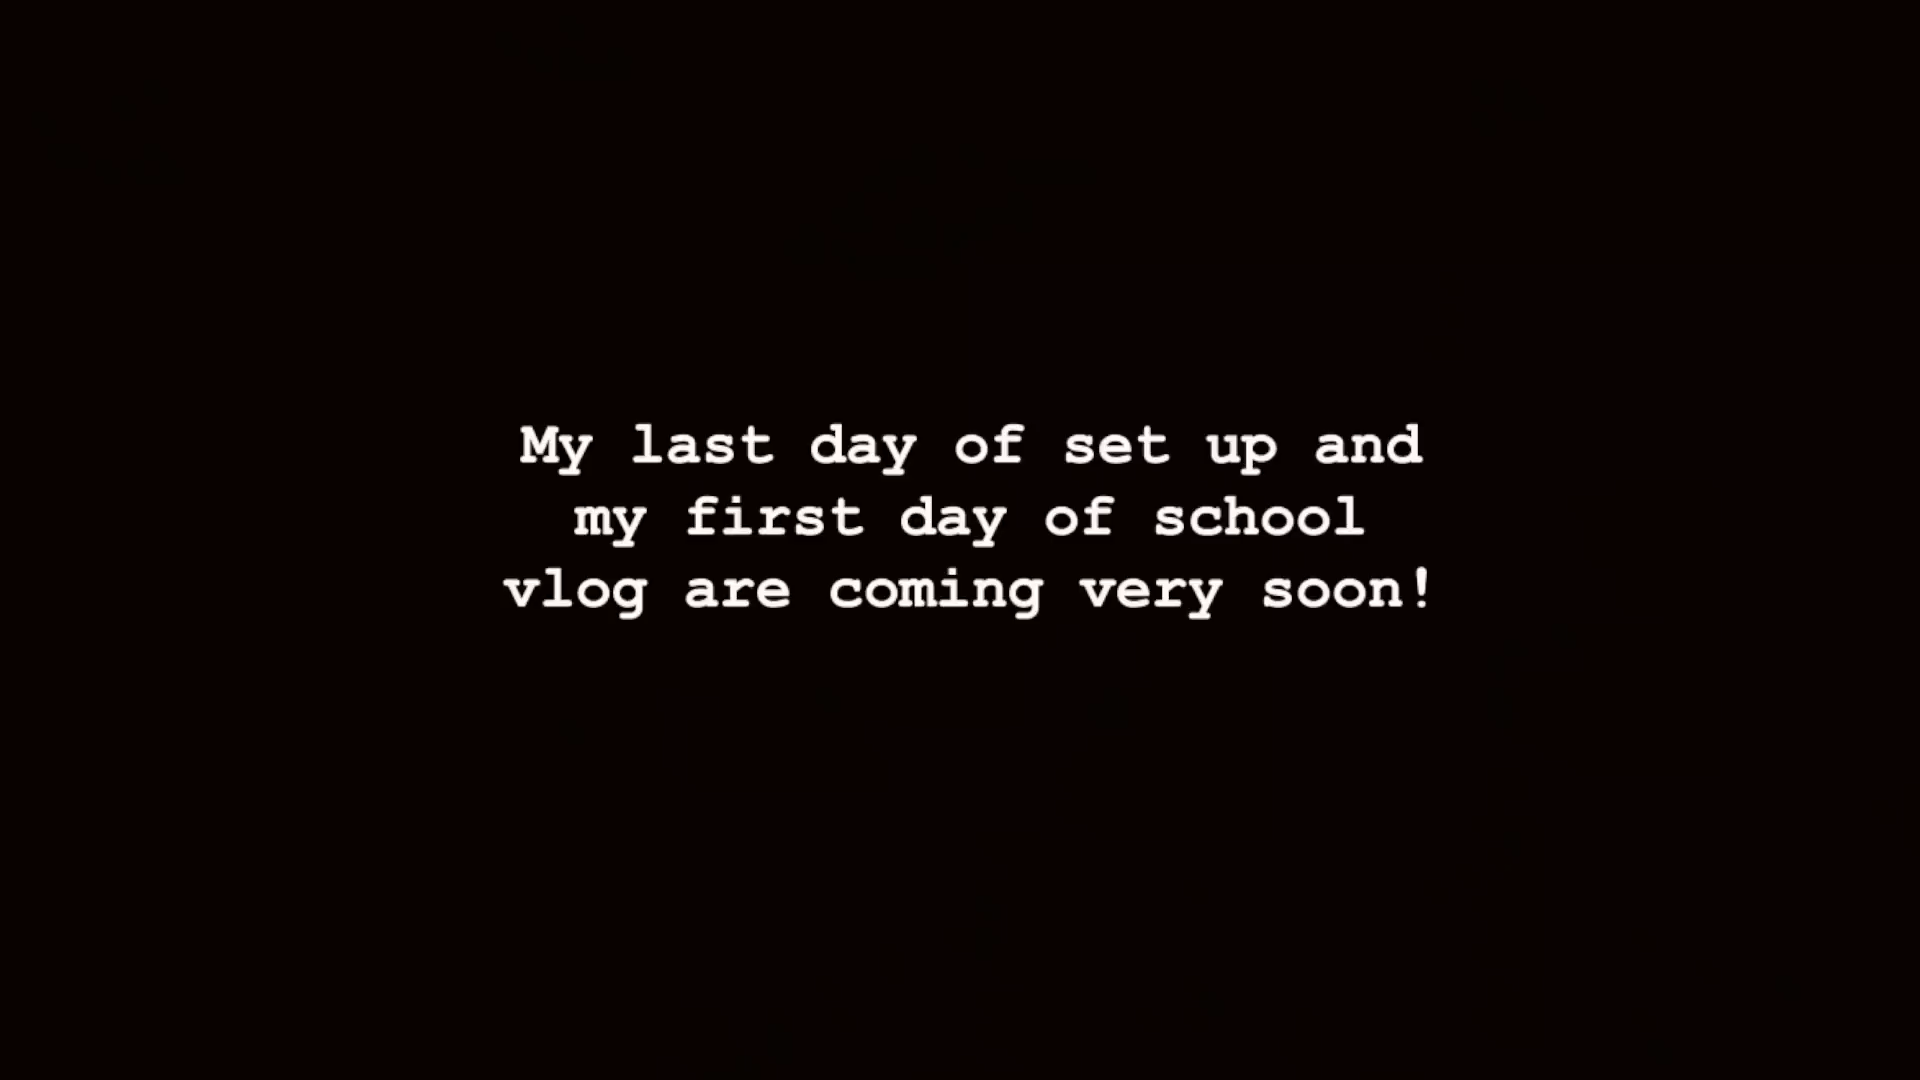 My last day of set up and
my first day of school
vlog are coming very soon!